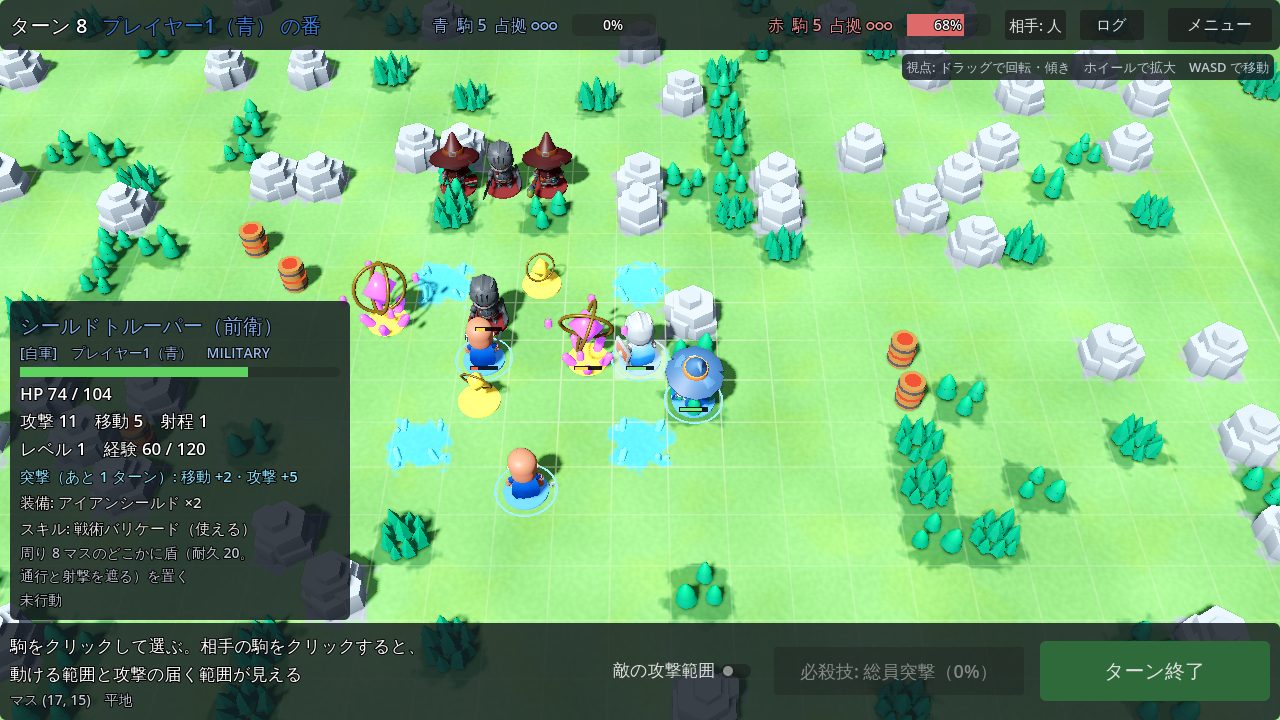 ターン 8 プレイヤー1（青）の番 青 駒 5 占拠 ooo 0% 赤 駒 5 占拠 ooo 68% 相手: 人 ログ メニュー
視点: ドラッグで回転・傾き ホイールで拡大 WASD で移動
シールドトルーパー（前衛）
[自軍] プレイヤー1（青） MILITARY
HP 74 / 104
攻撃 11 移動 5 射程 1
レベル 1 経験 60 / 120
突撃（あと 1 ターン）: 移動 +2・攻撃 +5
装備: アイアンシールド ×2
スキル: 戦術バリケード（使える）
周り 8 マスのどこかに盾（耐久 20。
通行と射撃を遮る）を置く
未行動
駒をクリックして選ぶ。相手の駒をクリックすると、
動ける範囲と攻撃の届く範囲が見える
マス (17, 15) 平地
敵の攻撃範囲
必殺技: 総員突撃（0%）
ターン終了